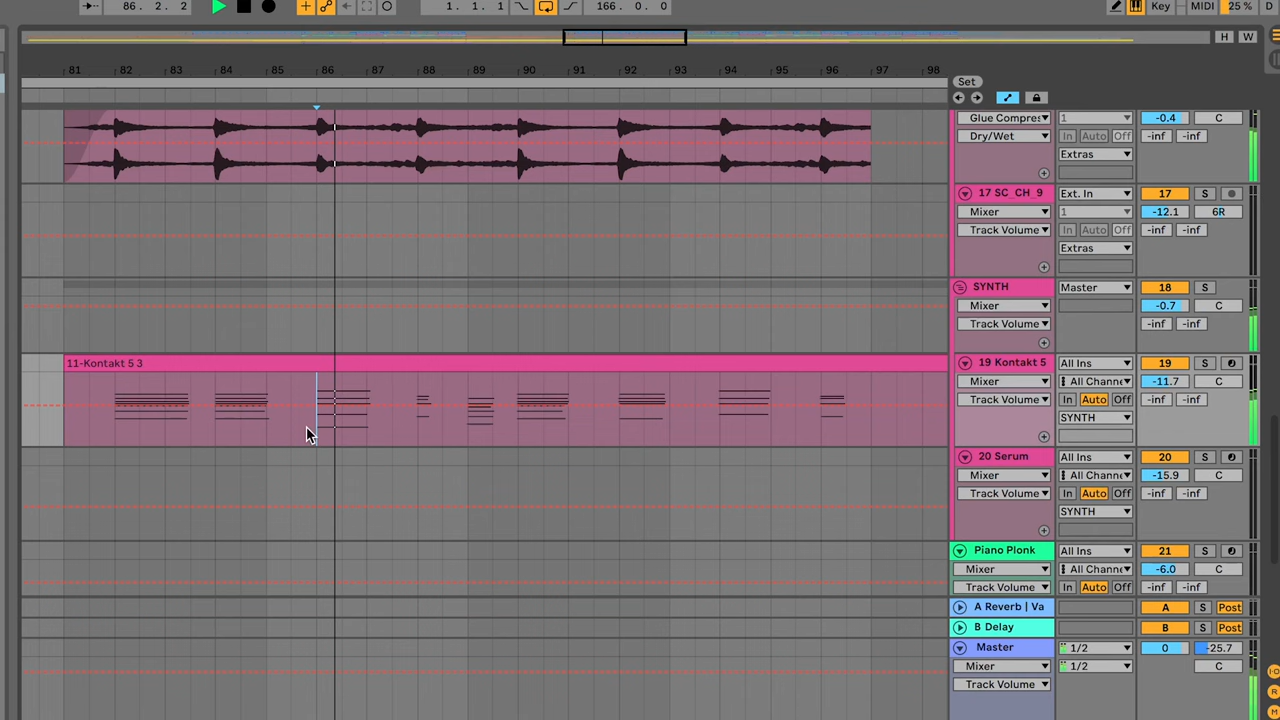 86. 2. 2 1. 1. 1 166. 0. 0 Key MIDI 25 % D
H W
81 82 83 84 85 86 87 88 89 90 91 92 93 94 95 96 97 98
Set
Glue Compres 1 -0.4 C
Dry/Wet In Auto Off -inf -inf
Extras
17 SC_CH_9 Ext. In 17 S
Mixer 1 -12.1 6R
Track Volume In Auto Off -inf -inf
Extras
SYNTH Master 18 S
Mixer -0.7 C
Track Volume -inf -inf
11-Kontakt 5 3 19 Kontakt 5 All Ins 19 S
Mixer All Channe -11.7 C
Track Volume In Auto Off -inf -inf
SYNTH
20 Serum All Ins 20 S
Mixer All Channe -15.9 C
Track Volume In Auto Off -inf -inf
SYNTH
Piano Plonk All Ins 21 S
Mixer All Channe -6.0 C
Track Volume In Auto Off -inf -inf
A Reverb | Va A S Post
B Delay B S Post
Master 1/2 0 -25.7
Mixer 1/2 C
Track Volume
R
M